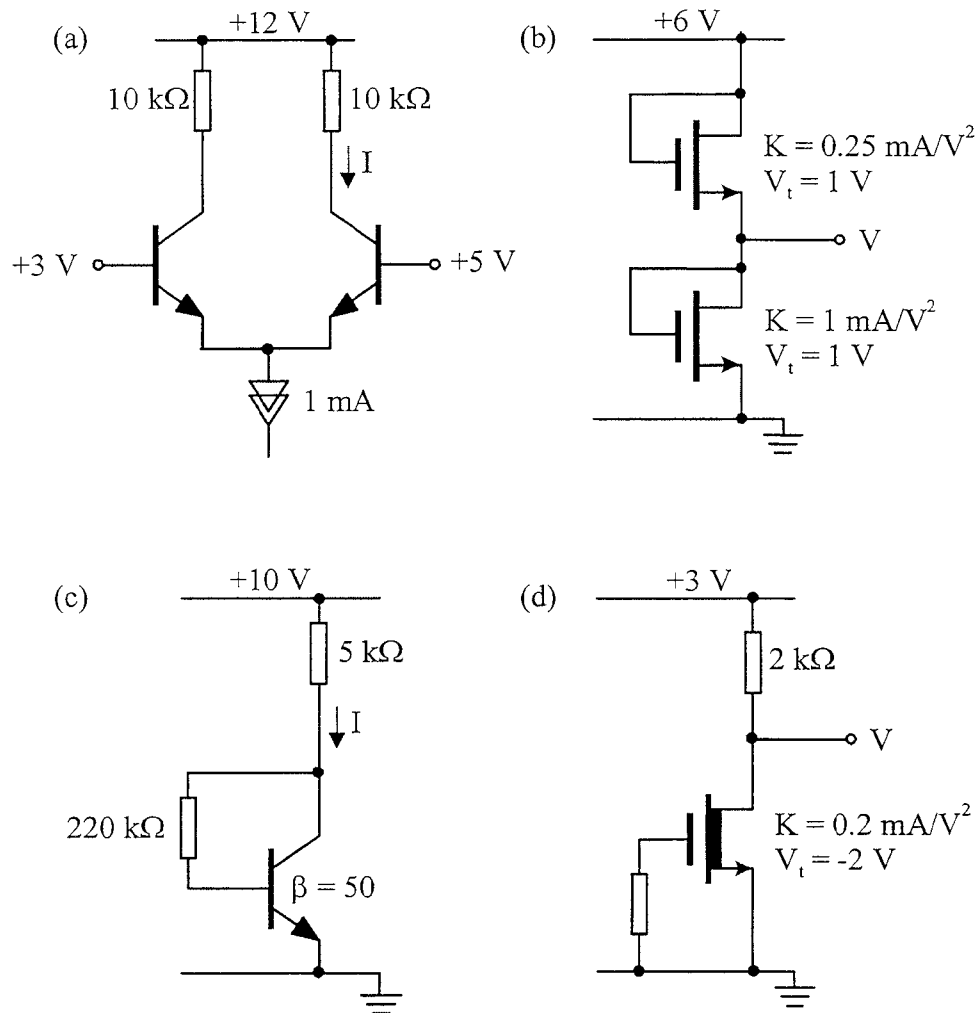 (a)
+12 V
10 kΩ
10 kΩ
I
+3 V
+5 V
1 mA
(b)
+6 V
K = 0.25 mA/V²
Vₜ = 1 V
V
K = 1 mA/V²
Vₜ = 1 V
(c)
+10 V
5 kΩ
I
220 kΩ
β = 50
(d)
+3 V
2 kΩ
V
K = 0.2 mA/V²
Vₜ = -2 V